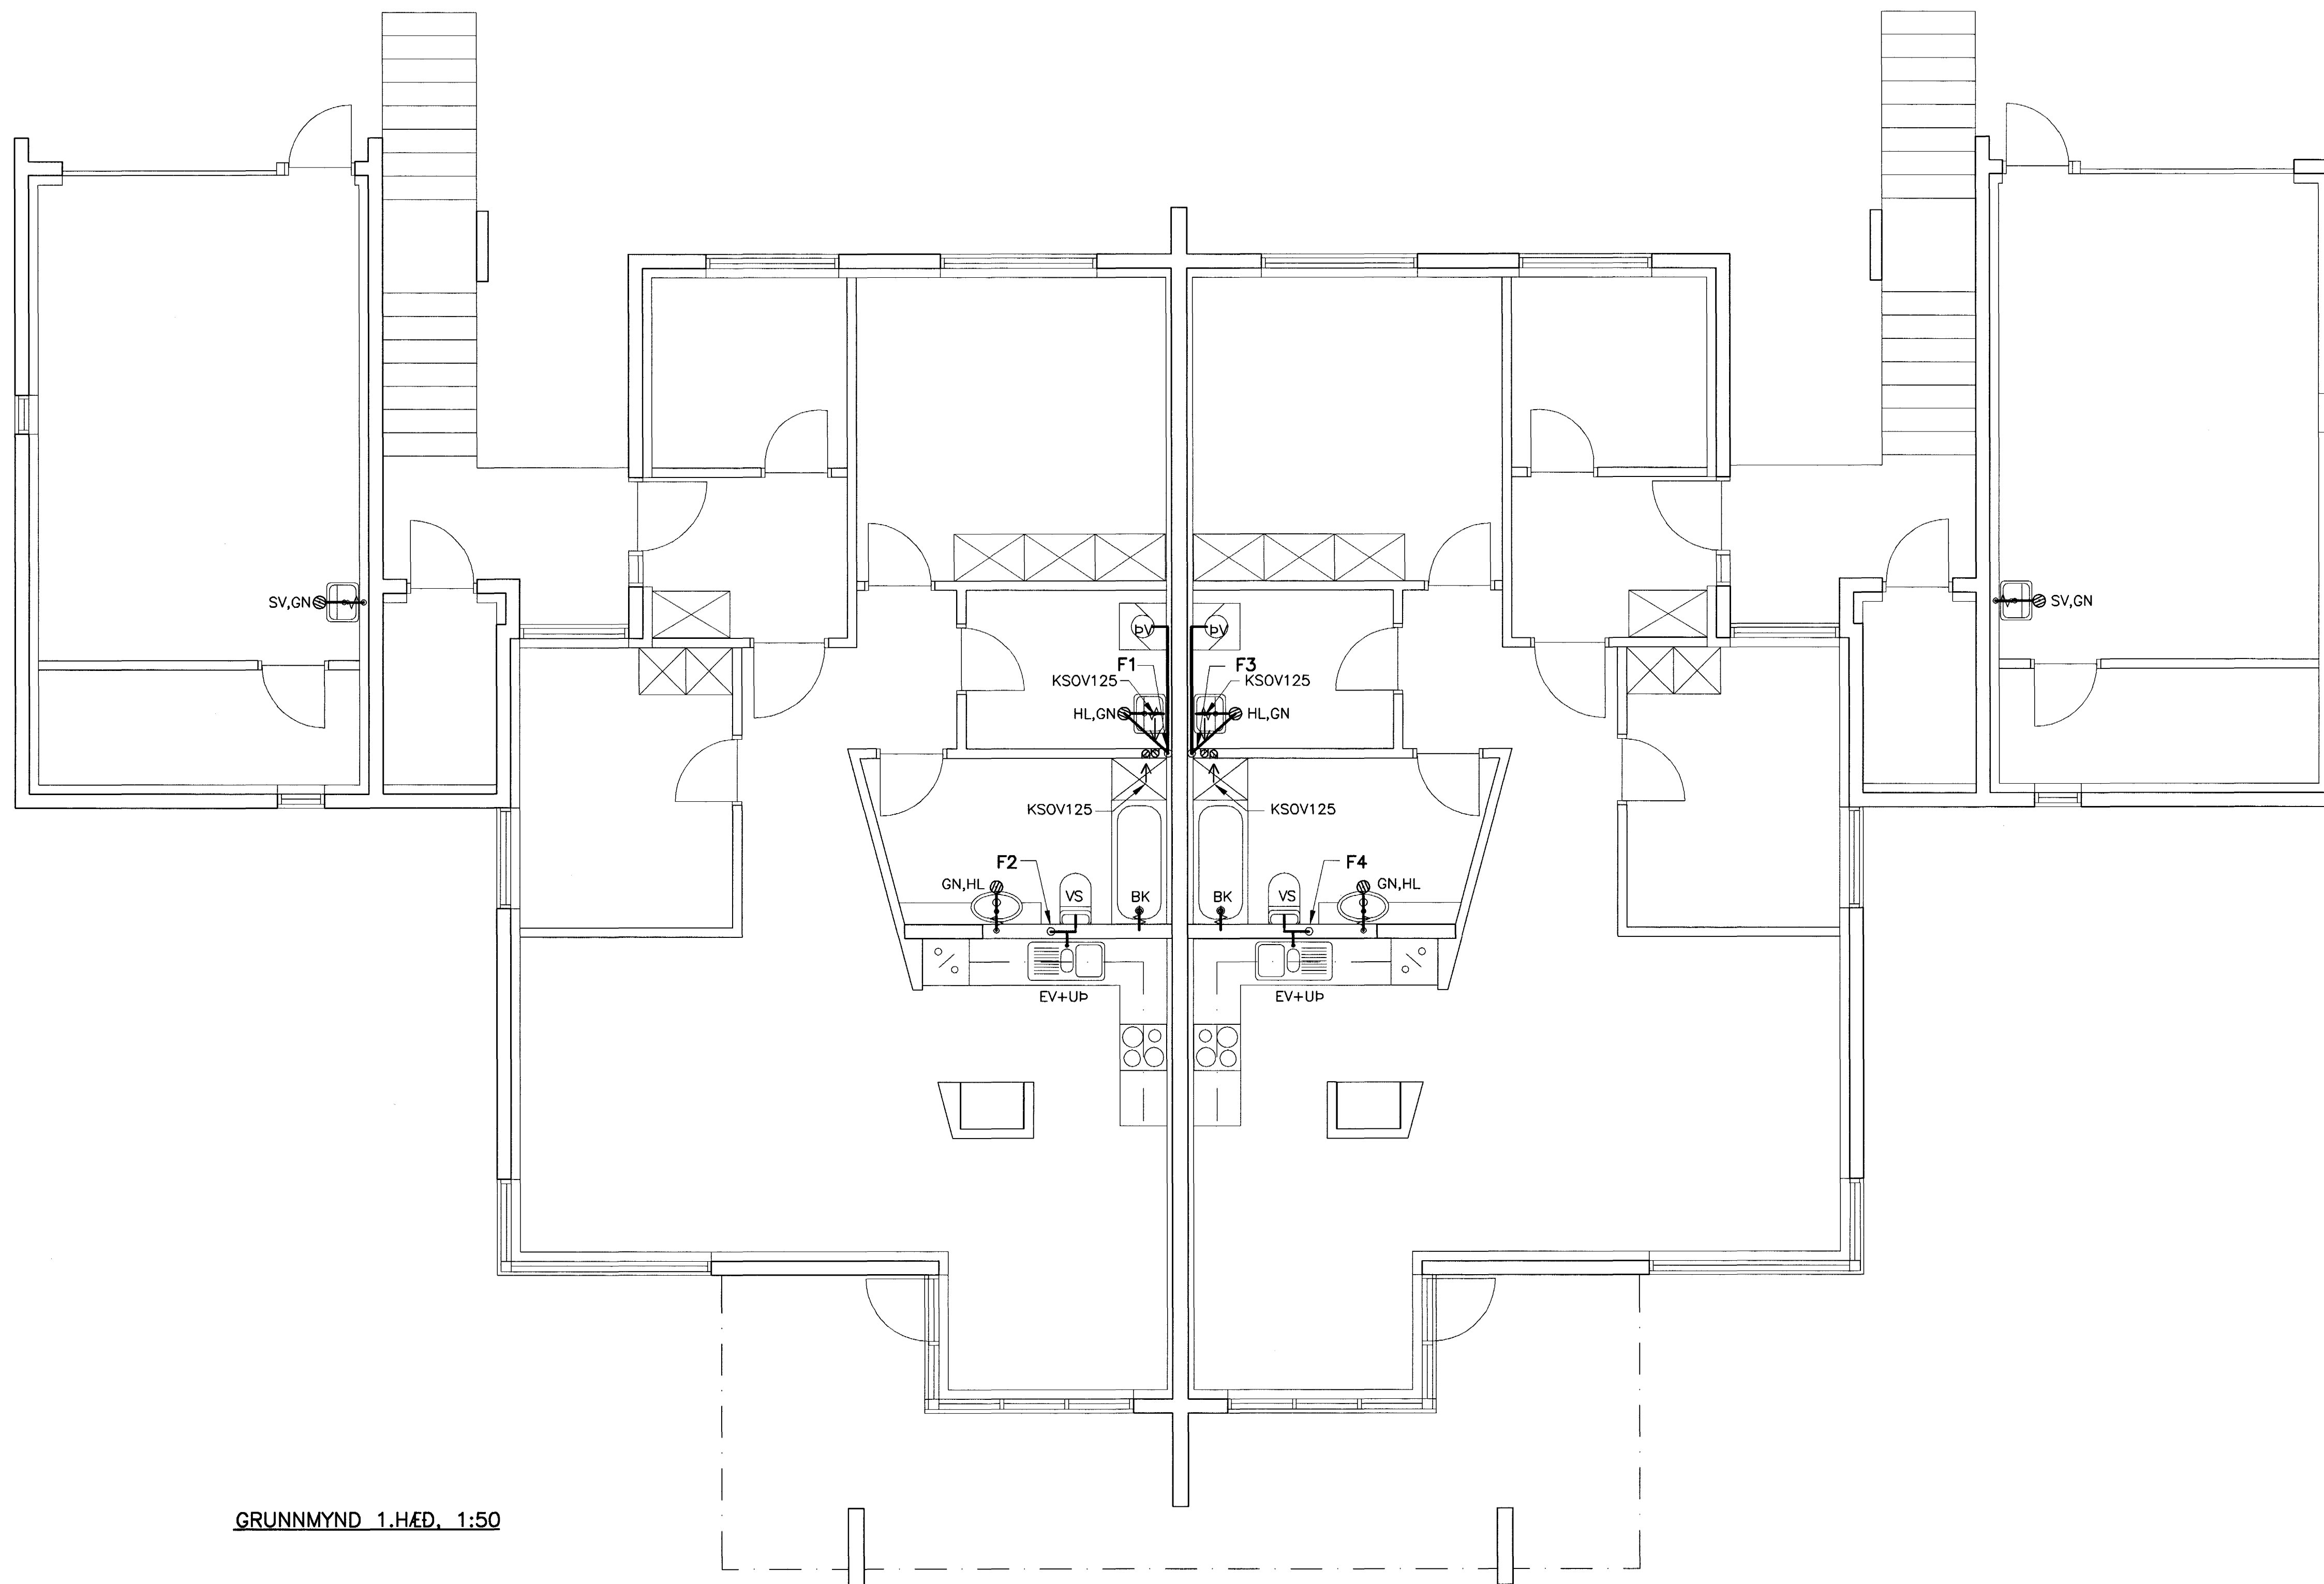 ÞV ÞV
F1 F3
KSOV125 KSOV125
SV,GN SV,GN
HL,GN HL,GN
KSOV125 KSOV125
F2 F4
GN,HL VS BK BK VS GN,HL
EV+UÞ EV+UÞ
GRUNNMYND 1.HÆÐ, 1:50